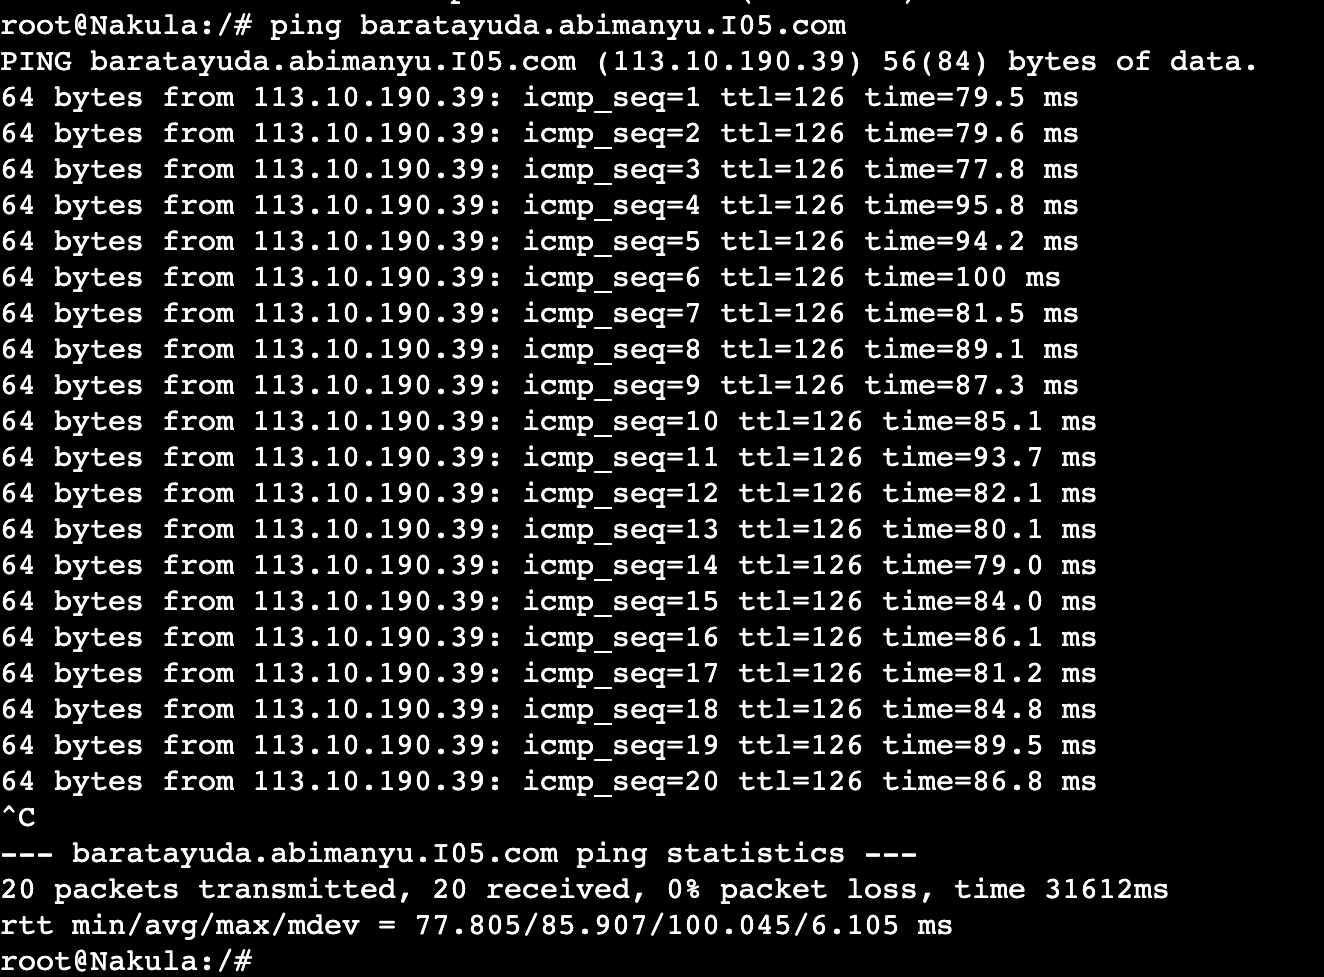 root@Nakula:/# ping baratayuda.abimanyu.I05.com
PING baratayuda.abimanyu.I05.com (113.10.190.39) 56(84) bytes of data.
64 bytes from 113.10.190.39: icmp_seq=1 ttl=126 time=79.5 ms
64 bytes from 113.10.190.39: icmp_seq=2 ttl=126 time=79.6 ms
64 bytes from 113.10.190.39: icmp_seq=3 ttl=126 time=77.8 ms
64 bytes from 113.10.190.39: icmp_seq=4 ttl=126 time=95.8 ms
64 bytes from 113.10.190.39: icmp_seq=5 ttl=126 time=94.2 ms
64 bytes from 113.10.190.39: icmp_seq=6 ttl=126 time=100 ms
64 bytes from 113.10.190.39: icmp_seq=7 ttl=126 time=81.5 ms
64 bytes from 113.10.190.39: icmp_seq=8 ttl=126 time=89.1 ms
64 bytes from 113.10.190.39: icmp_seq=9 ttl=126 time=87.3 ms
64 bytes from 113.10.190.39: icmp_seq=10 ttl=126 time=85.1 ms
64 bytes from 113.10.190.39: icmp_seq=11 ttl=126 time=93.7 ms
64 bytes from 113.10.190.39: icmp_seq=12 ttl=126 time=82.1 ms
64 bytes from 113.10.190.39: icmp_seq=13 ttl=126 time=80.1 ms
64 bytes from 113.10.190.39: icmp_seq=14 ttl=126 time=79.0 ms
64 bytes from 113.10.190.39: icmp_seq=15 ttl=126 time=84.0 ms
64 bytes from 113.10.190.39: icmp_seq=16 ttl=126 time=86.1 ms
64 bytes from 113.10.190.39: icmp_seq=17 ttl=126 time=81.2 ms
64 bytes from 113.10.190.39: icmp_seq=18 ttl=126 time=84.8 ms
64 bytes from 113.10.190.39: icmp_seq=19 ttl=126 time=89.5 ms
64 bytes from 113.10.190.39: icmp_seq=20 ttl=126 time=86.8 ms
^C
--- baratayuda.abimanyu.I05.com ping statistics ---
20 packets transmitted, 20 received, 0% packet loss, time 31612ms
rtt min/avg/max/mdev = 77.805/85.907/100.045/6.105 ms
root@Nakula:/#